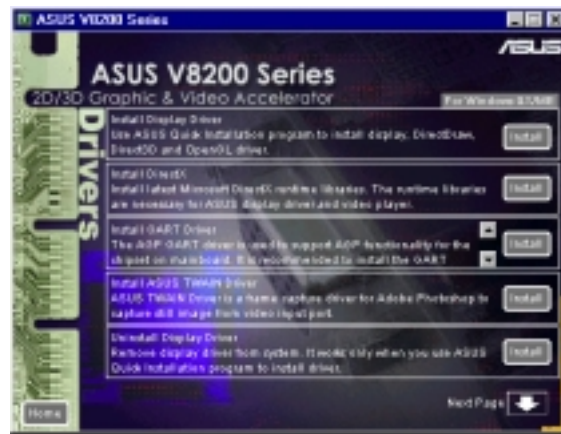 ASUS V8200 Series
ASUS
ASUS V8200 Series
2D/3D Graphic & Video Accelerator
For Windows 9X/ME
Drivers
Install Display Driver
Use ASUS Quick Installation program to install display, DirectDraw,
Direct3D and OpenGL driver.
Install
Install DirectX
Install latest Microsoft DirectX runtime libraries. The runtime libraries
are necessary for ASUS display driver and video player.
Install
Install GART Driver
The AGP GART driver is used to support AGP functionality for the
chipset on mainboard. It is recommended to install the GART
Install
Install ASUS TWAIN Driver
ASUS TWAIN Driver is a frame capture driver for Adobe Photoshop to
capture still image from video input port.
Install
Uninstall Display Driver
Remove display driver from system. It works only when you use ASUS
Quick Installation program to install driver.
Install
Next Page
Home